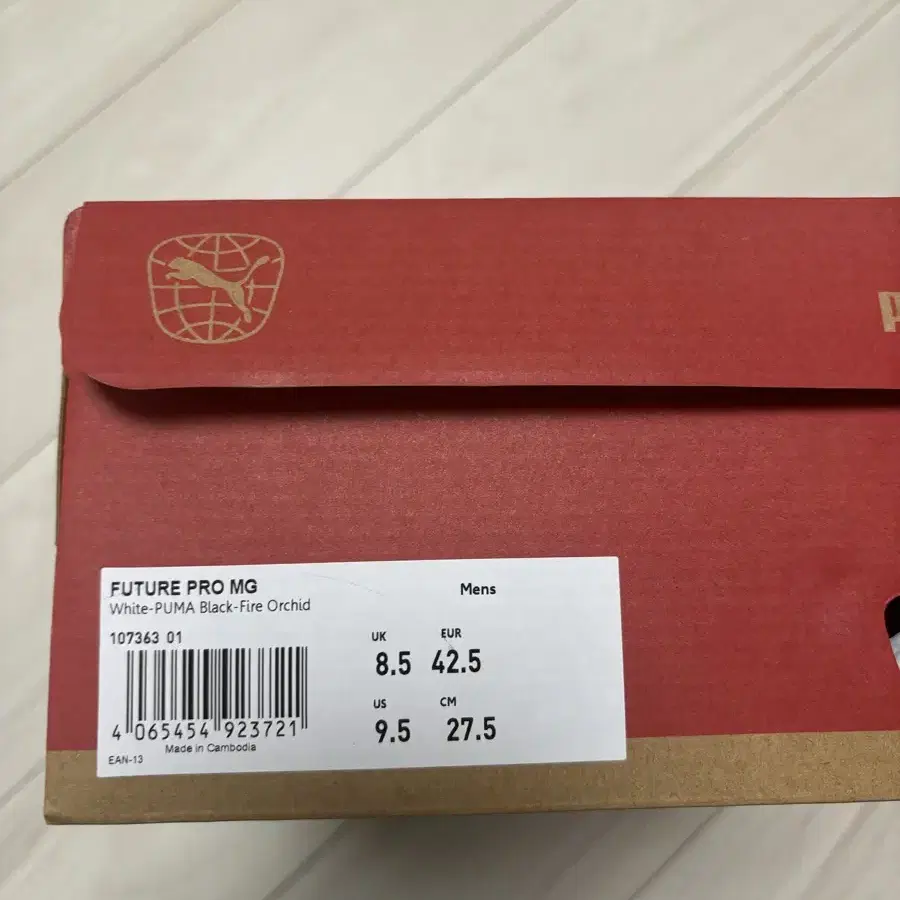 FUTURE PRO MG
White-PUMA Black-Fire Orchid
Mens
107363 01
UK EUR
8.5 42.5
US CM
9.5 27.5
4 065454 923721
Made in Cambodia
EAN-13